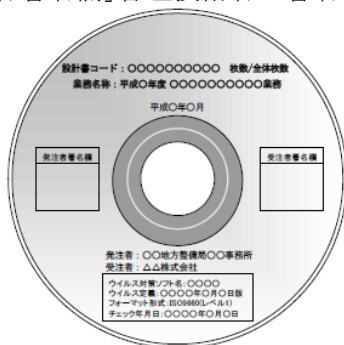 設計書コード：○○○○○○○○○○　枚数/全体枚数
業務名称：平成○年度 ○○○○○○○○○○業務
平成○年○月
発注者署名欄
受注者署名欄
発注者：○○地方整備局○○事務所
受注者：△△株式会社
ウイルス対策ソフト名：○○○○
ウイルス定義：○○○○年○月○日版
フォーマット形式：ISO9660(レベル1)
チェック年月日：○○○○年○月○日